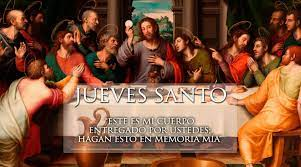 JUEVES SANTO
"ESTE ES MI CUERPO
ENTREGADO POR USTEDES;
HAGAN ESTO EN MEMORIA MÍA"